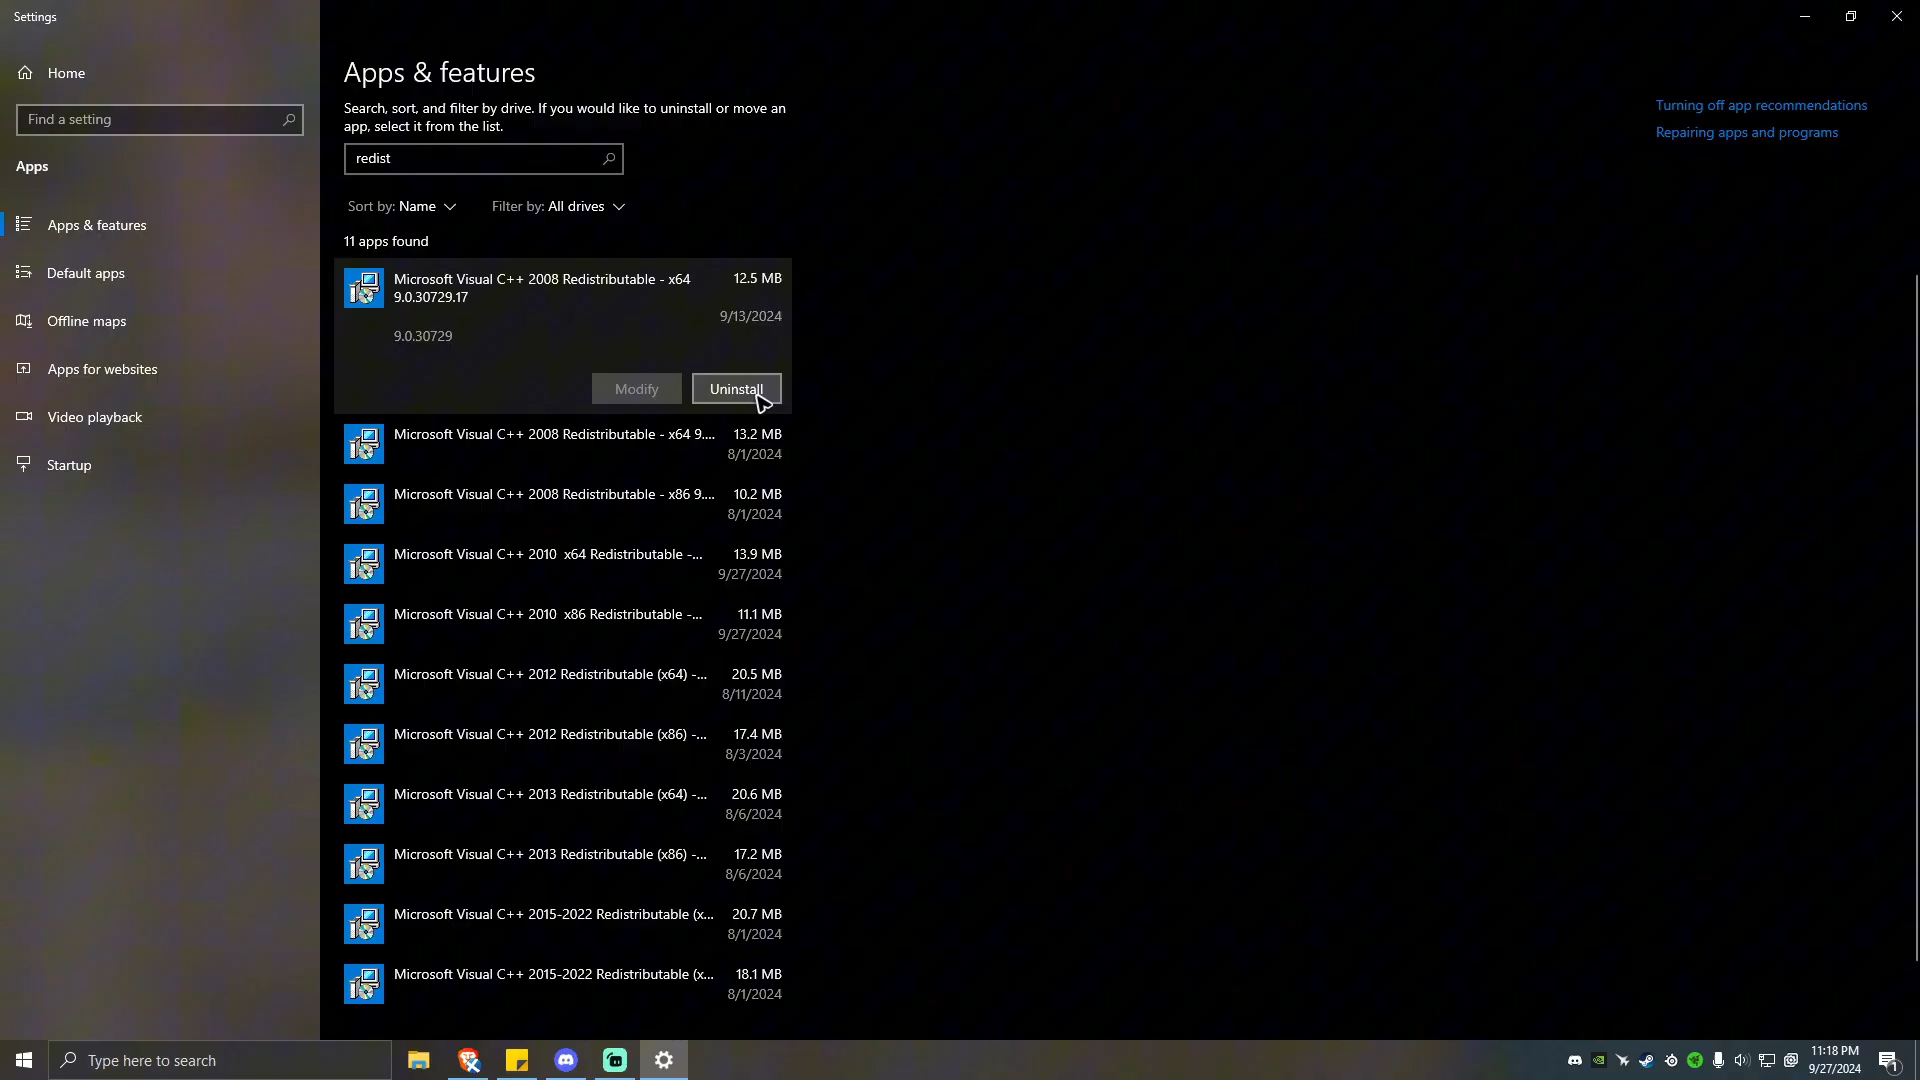 Settings
Home
Find a setting
Apps
Apps & features
Default apps
Offline maps
Apps for websites
Video playback
Startup
Apps & features
Search, sort, and filter by drive. If you would like to uninstall or move an
app, select it from the list.
redist
Sort by: Name
Filter by: All drives
11 apps found
Microsoft Visual C++ 2008 Redistributable - x64 12.5 MB
9.0.30729.17
9/13/2024
9.0.30729
Modify
Uninstall
Microsoft Visual C++ 2008 Redistributable - x64 9.... 13.2 MB
8/1/2024
Microsoft Visual C++ 2008 Redistributable - x86 9.... 10.2 MB
8/1/2024
Microsoft Visual C++ 2010  x64 Redistributable -... 13.9 MB
9/27/2024
Microsoft Visual C++ 2010  x86 Redistributable -... 11.1 MB
9/27/2024
Microsoft Visual C++ 2012 Redistributable (x64) -... 20.5 MB
8/11/2024
Microsoft Visual C++ 2012 Redistributable (x86) -... 17.4 MB
8/3/2024
Microsoft Visual C++ 2013 Redistributable (x64) -... 20.6 MB
8/6/2024
Microsoft Visual C++ 2013 Redistributable (x86) -... 17.2 MB
8/6/2024
Microsoft Visual C++ 2015-2022 Redistributable (x... 20.7 MB
8/1/2024
Microsoft Visual C++ 2015-2022 Redistributable (x... 18.1 MB
8/1/2024
Turning off app recommendations
Repairing apps and programs
Type here to search
11:18 PM
9/27/2024
1